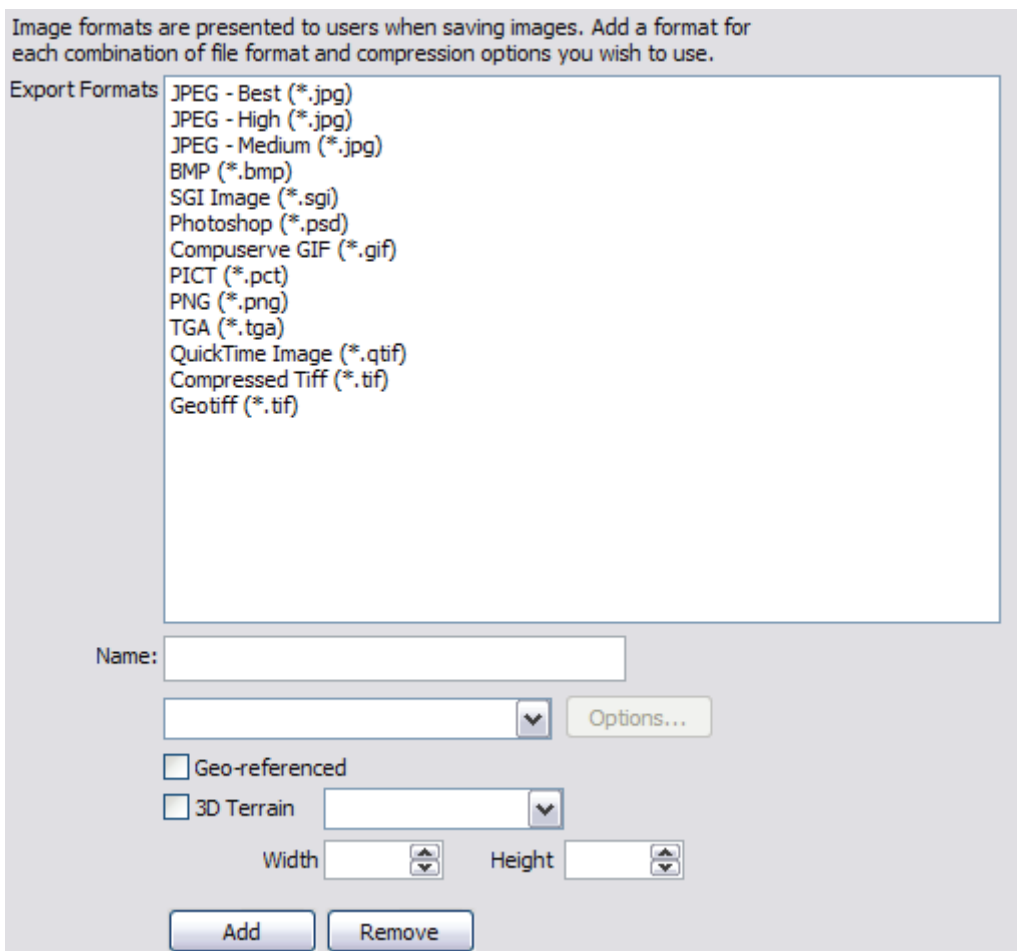 Image formats are presented to users when saving images. Add a format for
each combination of file format and compression options you wish to use.
Export Formats
JPEG - Best (*.jpg)
JPEG - High (*.jpg)
JPEG - Medium (*.jpg)
BMP (*.bmp)
SGI Image (*.sgi)
Photoshop (*.psd)
Compuserve GIF (*.gif)
PICT (*.pct)
PNG (*.png)
TGA (*.tga)
QuickTime Image (*.qtif)
Compressed Tiff (*.tif)
Geotiff (*.tif)
Name:
Options...
Geo-referenced
3D Terrain
Width Height
Add Remove